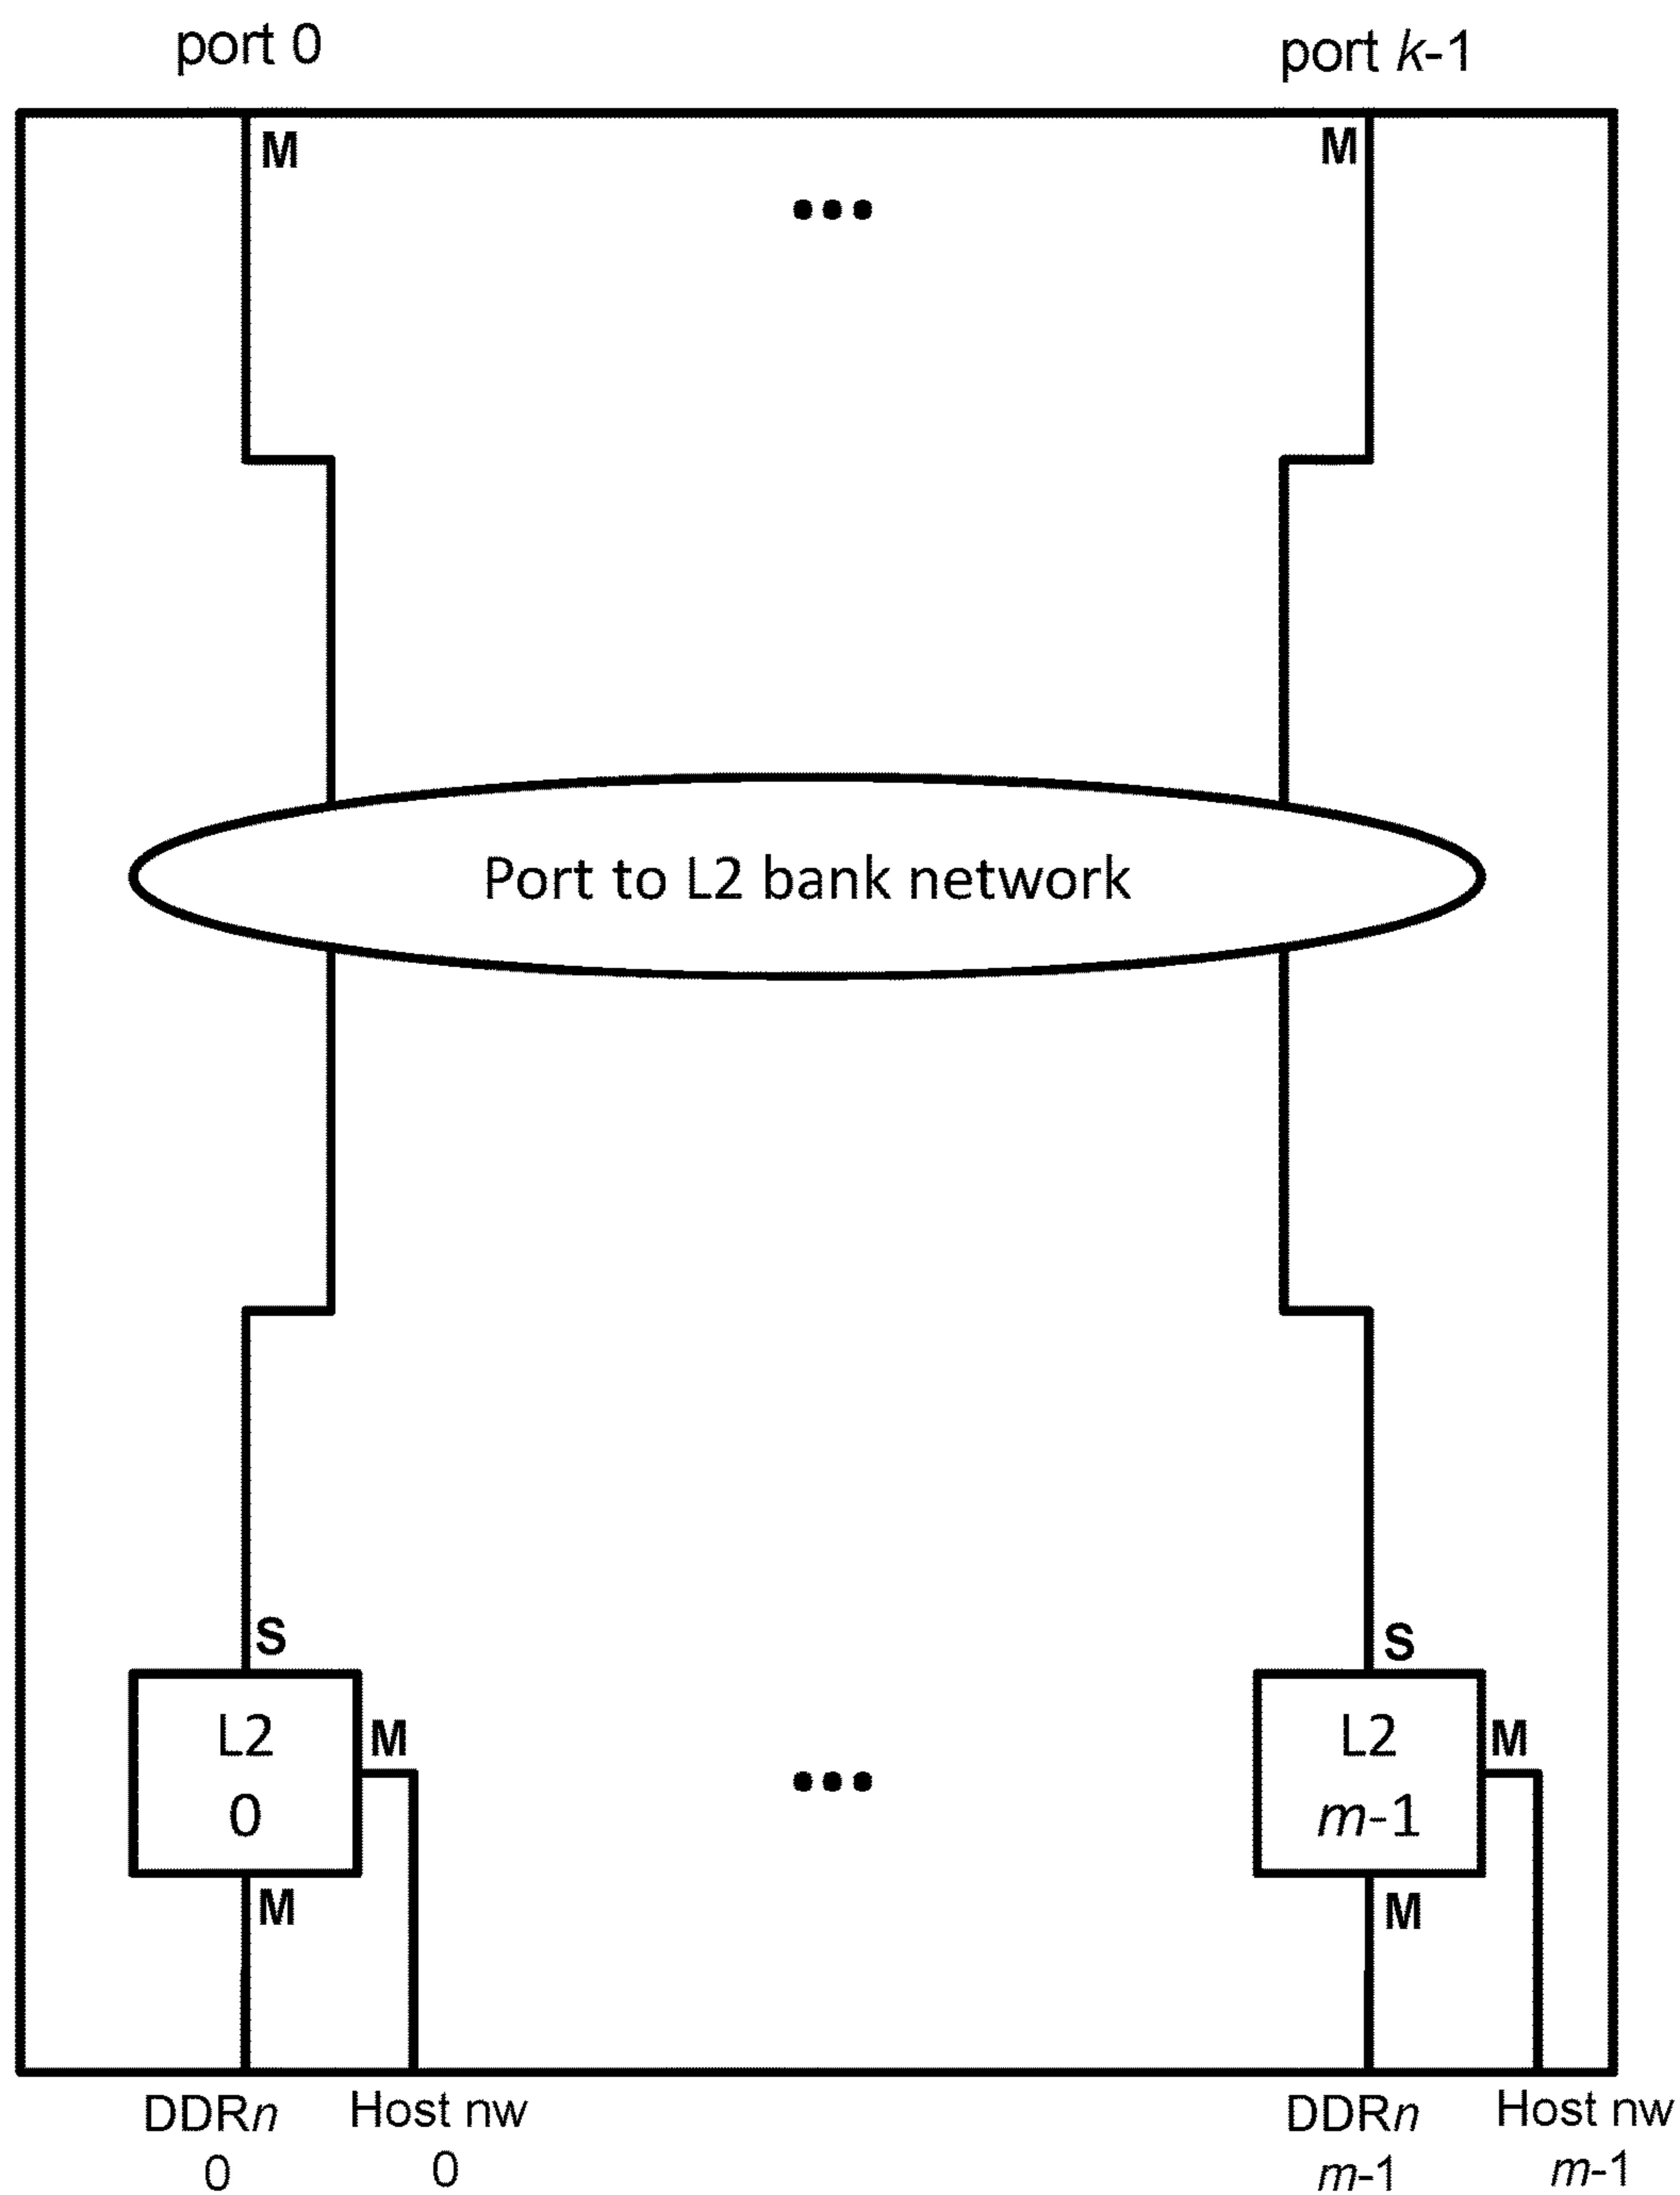 port 0
port k-1
M
M
•••
Port to L2 bank network
S
S
L2
0
M
•••
L2
m-1
M
M
M
DDRn
0
Host nw
0
DDRn
m-1
Host nw
m-1